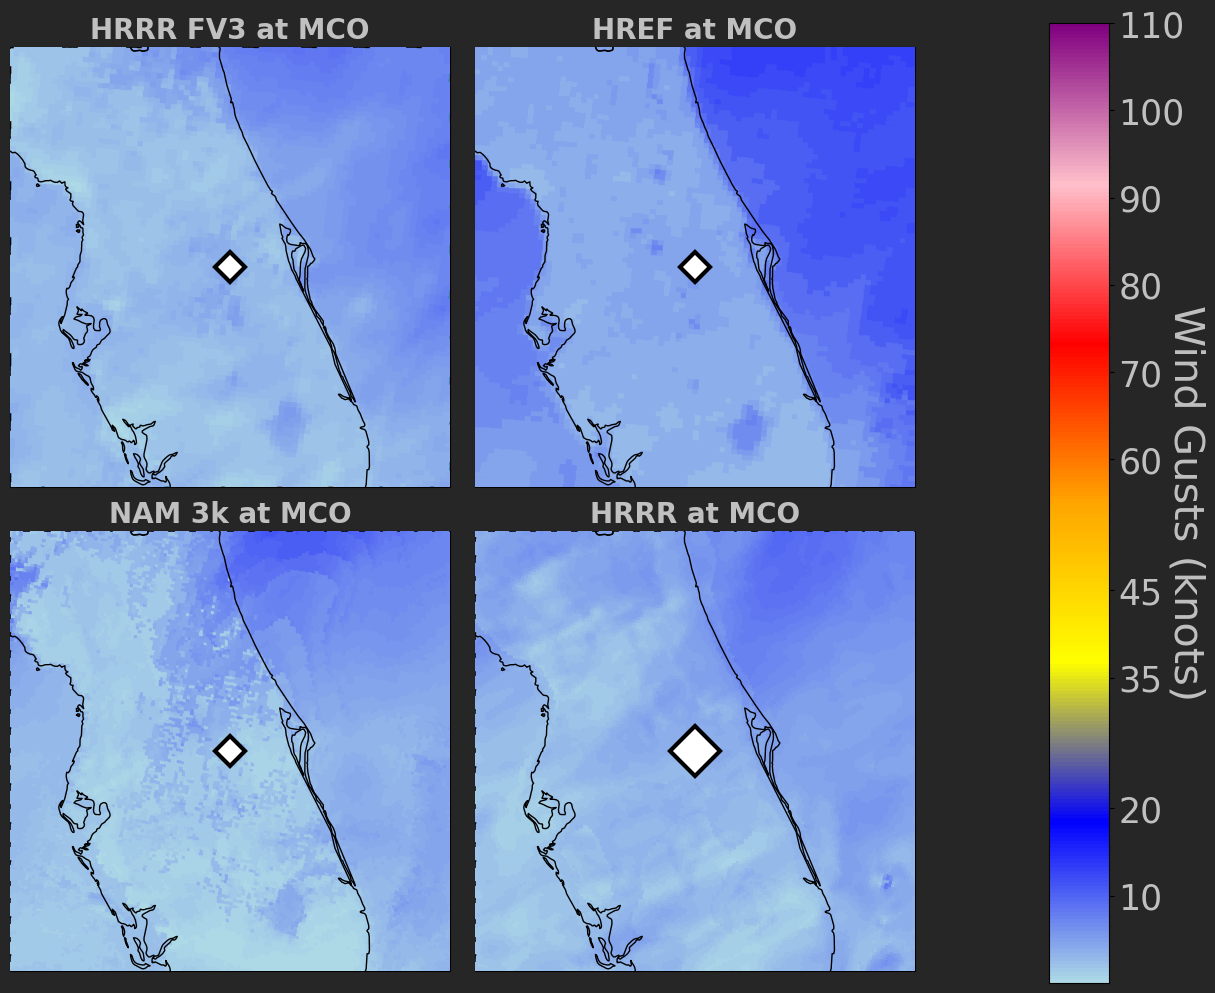 HRRR FV3 at MCO
HREF at MCO
NAM 3k at MCO
HRRR at MCO
110
100
90
80
70
60
45
35
20
10
Wind Gusts (knots)